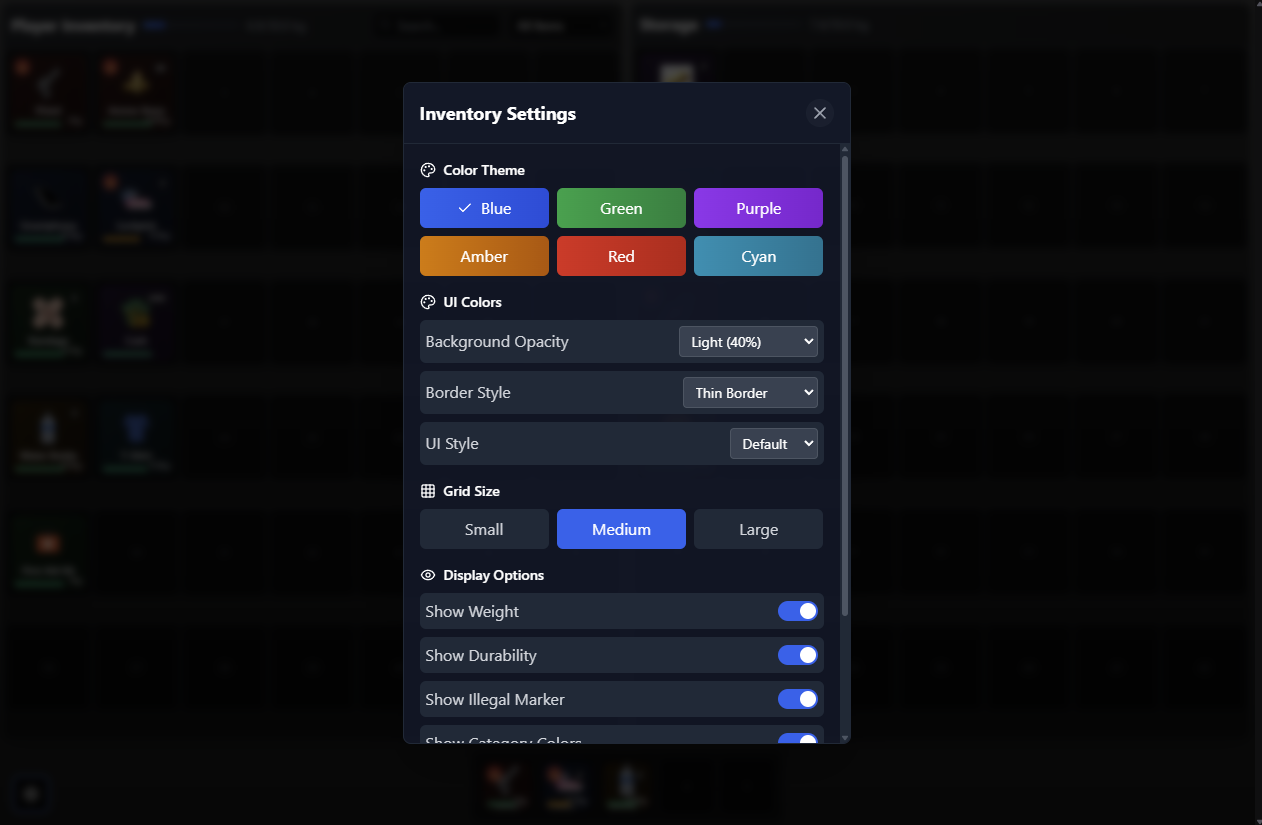 Player Inventory
Storage
Inventory Settings
Color Theme
Blue
Green
Purple
Amber
Red
Cyan
UI Colors
Background Opacity
Light (40%)
Border Style
Thin Border
UI Style
Default
Grid Size
Small
Medium
Large
Display Options
Show Weight
Show Durability
Show Illegal Marker
Show Category Colors